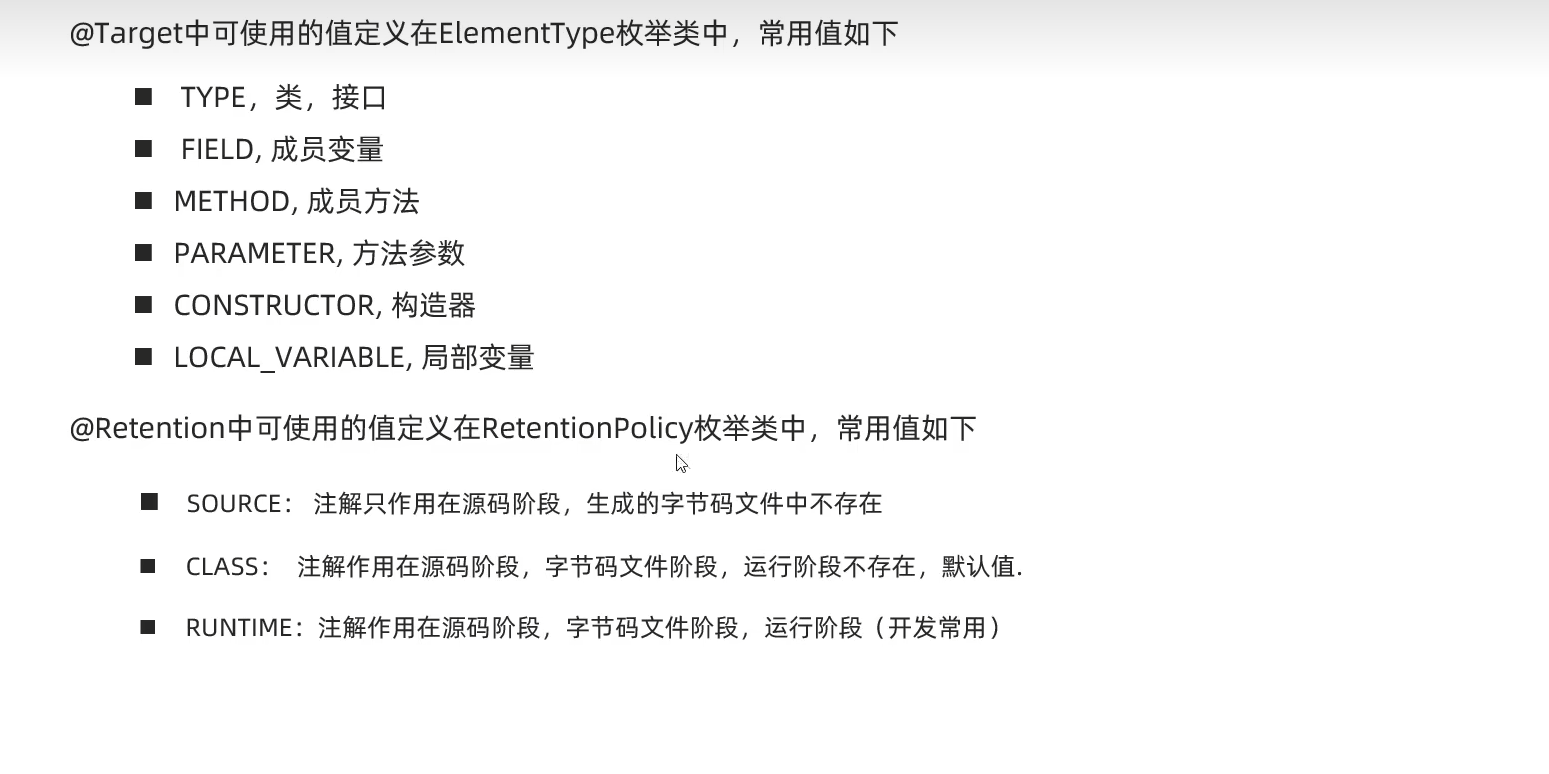 @Target中可使用的值定义在ElementType枚举类中，常用值如下
■ TYPE，类，接口
■ FIELD, 成员变量
■ METHOD, 成员方法
■ PARAMETER, 方法参数
■ CONSTRUCTOR, 构造器
■ LOCAL_VARIABLE, 局部变量
@Retention中可使用的值定义在RetentionPolicy枚举类中，常用值如下
■ SOURCE： 注解只作用在源码阶段，生成的字节码文件中不存在
■ CLASS： 注解作用在源码阶段，字节码文件阶段，运行阶段不存在，默认值.
■ RUNTIME：注解作用在源码阶段，字节码文件阶段，运行阶段（开发常用）